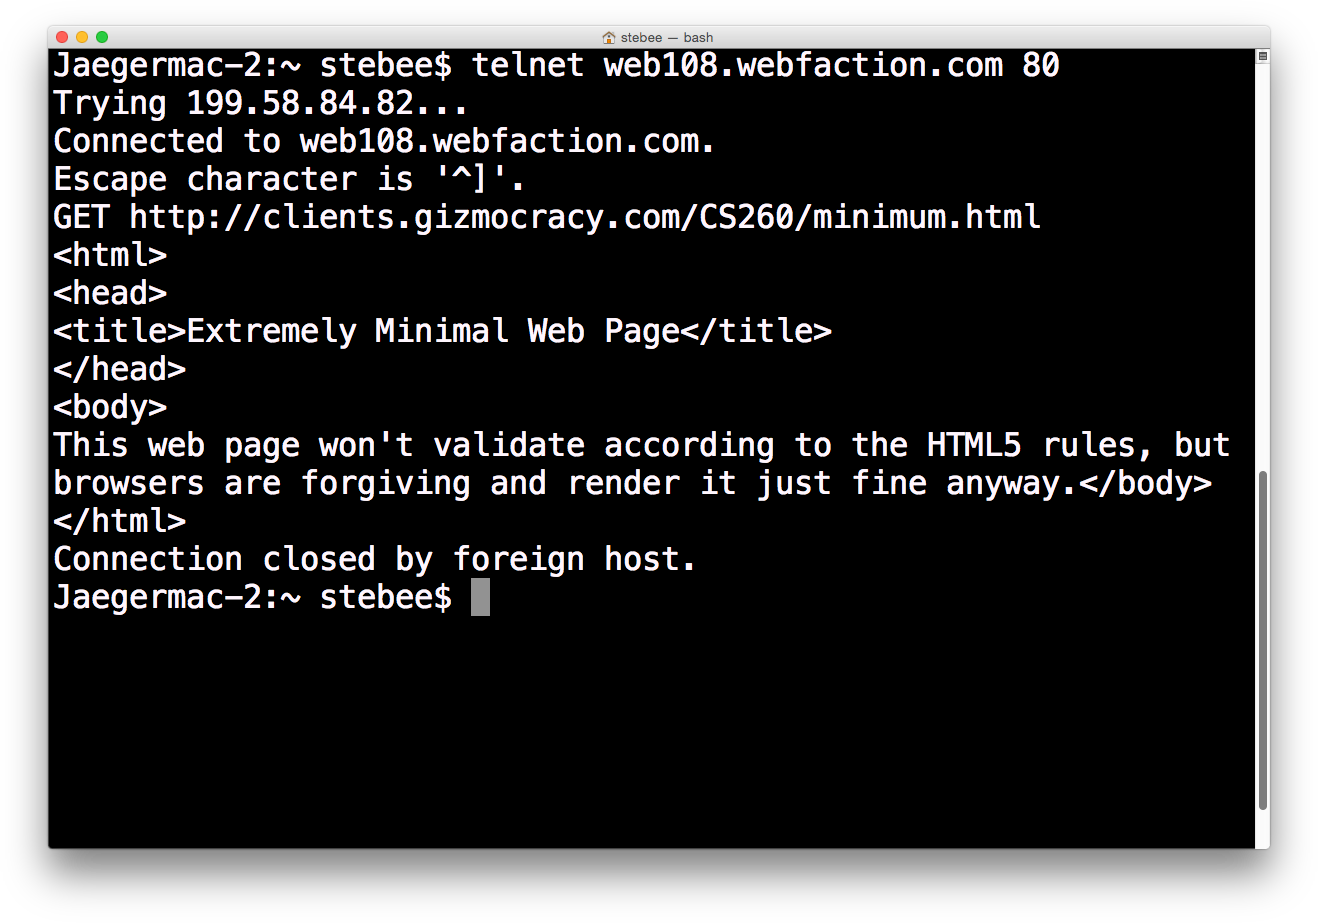 stebee — bash
Jaegermac-2:~ stebee$ telnet web108.webfaction.com 80
Trying 199.58.84.82...
Connected to web108.webfaction.com.
Escape character is '^]'.
GET http://clients.gizmocracy.com/CS260/minimum.html
<html>
<head>
<title>Extremely Minimal Web Page</title>
</head>
<body>
This web page won't validate according to the HTML5 rules, but
browsers are forgiving and render it just fine anyway.</body>
</html>
Connection closed by foreign host.
Jaegermac-2:~ stebee$